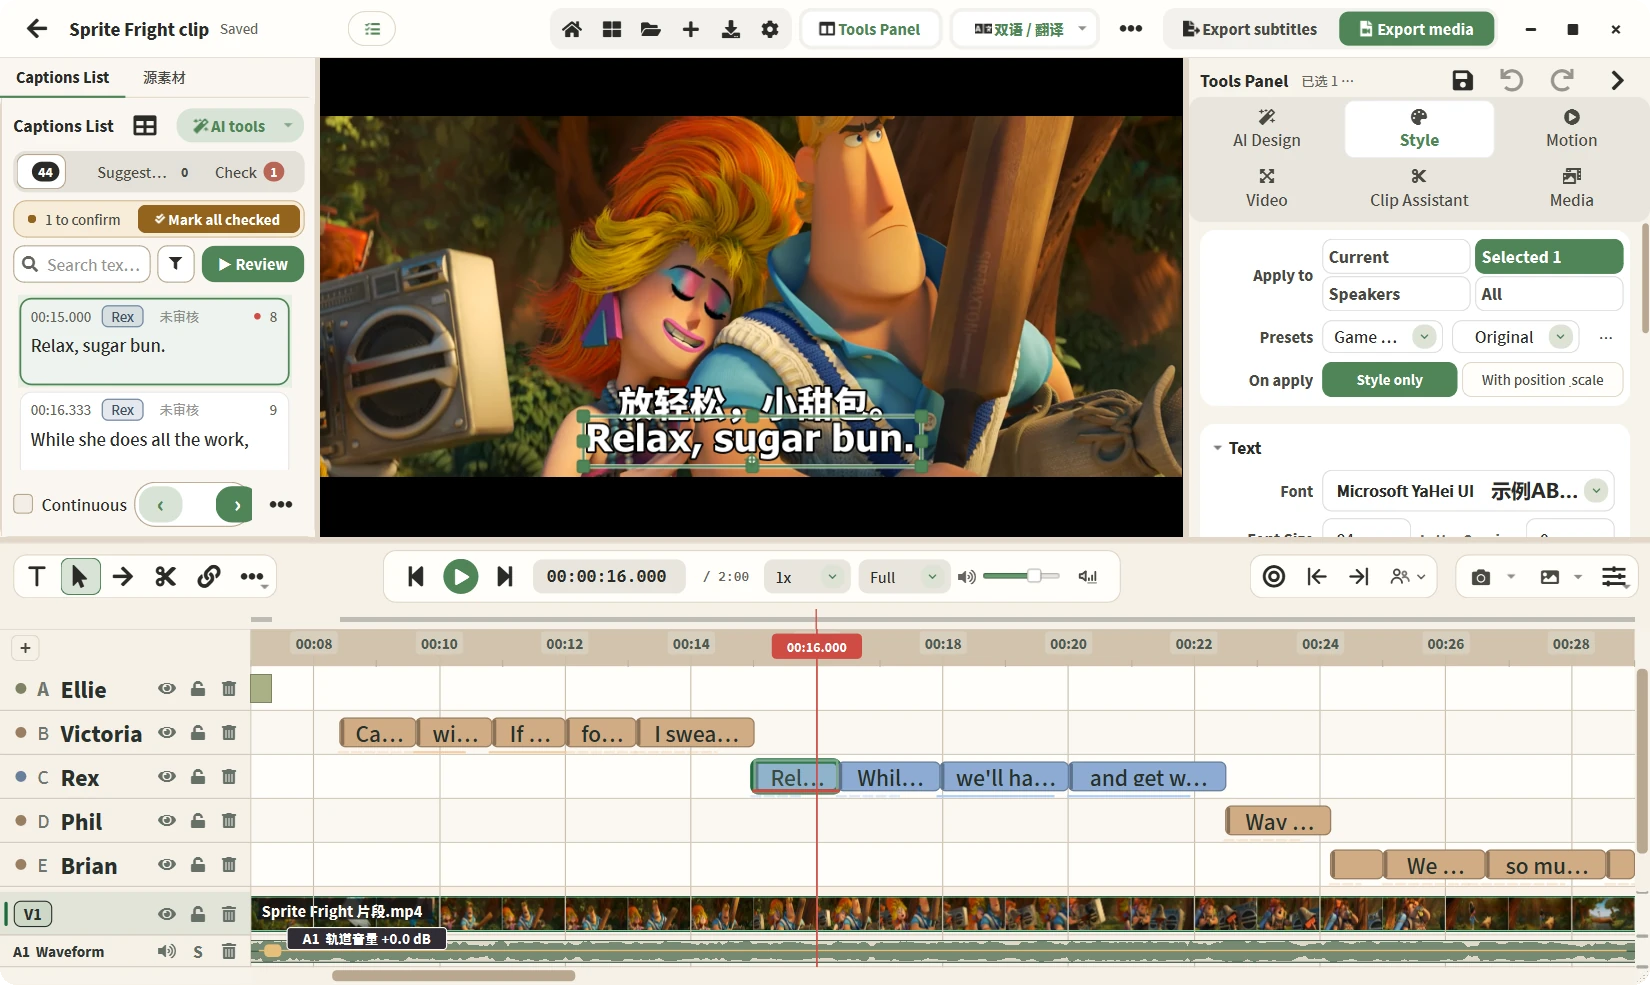 Sprite Fright clip Saved
Tools Panel
双语 / 翻译
Export subtitles
Export media
Captions List 源素材
Captions List
AI tools
44 Suggest… 0 Check 1
1 to confirm
Mark all checked
Search tex…
Review
00:15.000 Rex 未审核 8
Relax, sugar bun.
00:16.333 Rex 未审核 9
While she does all the work,
Continuous
放轻松，小甜包。
Relax, sugar bun.
Tools Panel 已选 1 …
AI Design
Style
Motion
Video
Clip Assistant
Media
Apply to
Current
Selected 1
Speakers
All
Presets Game … Original …
On apply Style only With position scale
Text
Font Microsoft YaHei UI 示例AB…
00:00:16.000 / 2:00 1x Full
00:08 00:10 00:12 00:14 00:16.000 00:18 00:20 00:22 00:24 00:26 00:28
A Ellie
B Victoria Ca… wi… If … fo… I swea…
C Rex Rel… Whil… we'll ha… and get w…
D Phil Wav …
E Brian We … so mu…
V1 Sprite Fright 片段.mp4
A1 轨道音量 +0.0 dB
A1 Waveform S